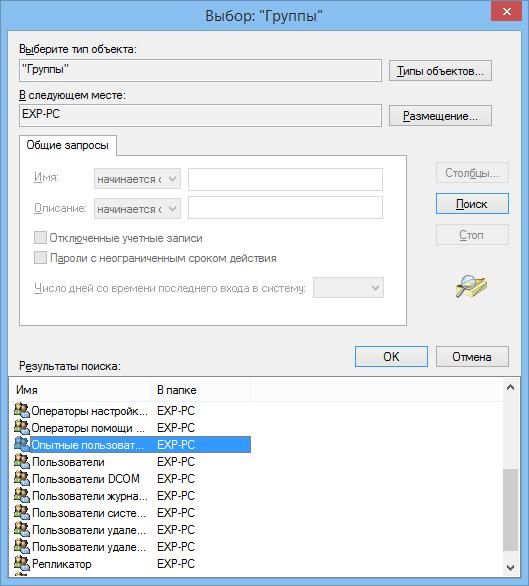 Выбор: "Группы"
Выберите тип объекта:
"Группы"
Типы объектов...
В следующем месте:
EXP-PC
Размещение...
Общие запросы
Имя:
начинается с
Столбцы...
Описание:
начинается с
Поиск
Отключенные учетные записи
Стоп
Пароли с неограниченным сроком действия
Число дней со времени последнего входа в систему:
OK
Отмена
Результаты поиска:
Имя В папке
Операторы настройк... EXP-PC
Операторы помощи ... EXP-PC
Опытные пользоват... EXP-PC
Пользователи EXP-PC
Пользователи DCOM EXP-PC
Пользователи журна... EXP-PC
Пользователи систе... EXP-PC
Пользователи удале... EXP-PC
Пользователи удале... EXP-PC
Репликатор EXP-PC